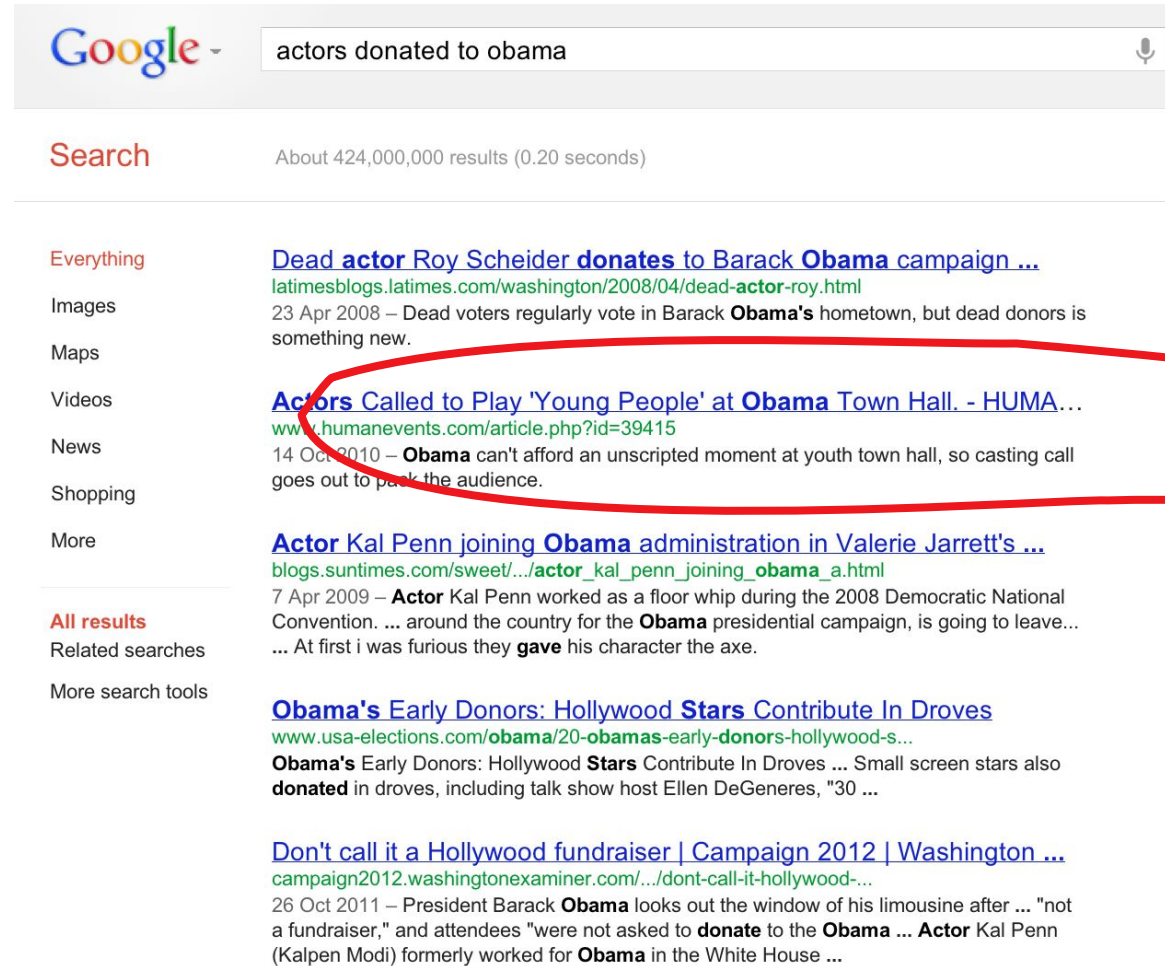 Google
actors donated to obama
Search
About 424,000,000 results (0.20 seconds)
Everything
Images
Maps
Videos
News
Shopping
More
All results
Related searches
More search tools
Dead actor Roy Scheider donates to Barack Obama campaign ...
latimesblogs.latimes.com/washington/2008/04/dead-actor-roy.html
23 Apr 2008 – Dead voters regularly vote in Barack Obama's hometown, but dead donors is
something new.
Actors Called to Play 'Young People' at Obama Town Hall. - HUMA...
www.humanevents.com/article.php?id=39415
14 Oct 2010 – Obama can't afford an unscripted moment at youth town hall, so casting call
goes out to pack the audience.
Actor Kal Penn joining Obama administration in Valerie Jarrett's ...
blogs.suntimes.com/sweet/.../actor_kal_penn_joining_obama_a.html
7 Apr 2009 – Actor Kal Penn worked as a floor whip during the 2008 Democratic National
Convention. ... around the country for the Obama presidential campaign, is going to leave...
... At first i was furious they gave his character the axe.
Obama's Early Donors: Hollywood Stars Contribute In Droves
www.usa-elections.com/obama/20-obamas-early-donors-hollywood-s...
Obama's Early Donors: Hollywood Stars Contribute In Droves ... Small screen stars also
donated in droves, including talk show host Ellen DeGeneres, "30 ...
Don't call it a Hollywood fundraiser | Campaign 2012 | Washington ...
campaign2012.washingtonexaminer.com/.../dont-call-it-hollywood-...
26 Oct 2011 – President Barack Obama looks out the window of his limousine after ... "not
a fundraiser," and attendees "were not asked to donate to the Obama ... Actor Kal Penn
(Kalpen Modi) formerly worked for Obama in the White House ...